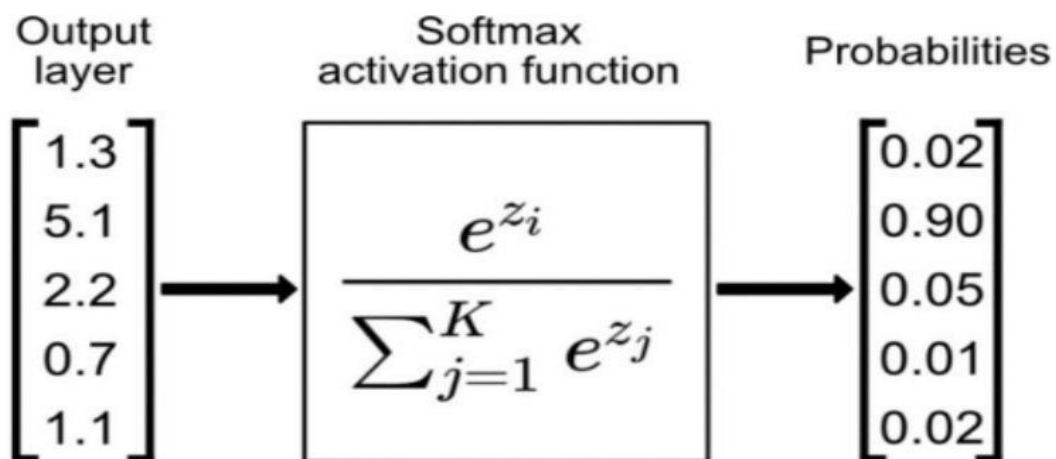 Output
layer
Softmax
activation function
Probabilities
1.3
5.1
2.2
0.7
1.1
e^{z_i}
∑_{j=1}^{K} e^{z_j}
0.02
0.90
0.05
0.01
0.02